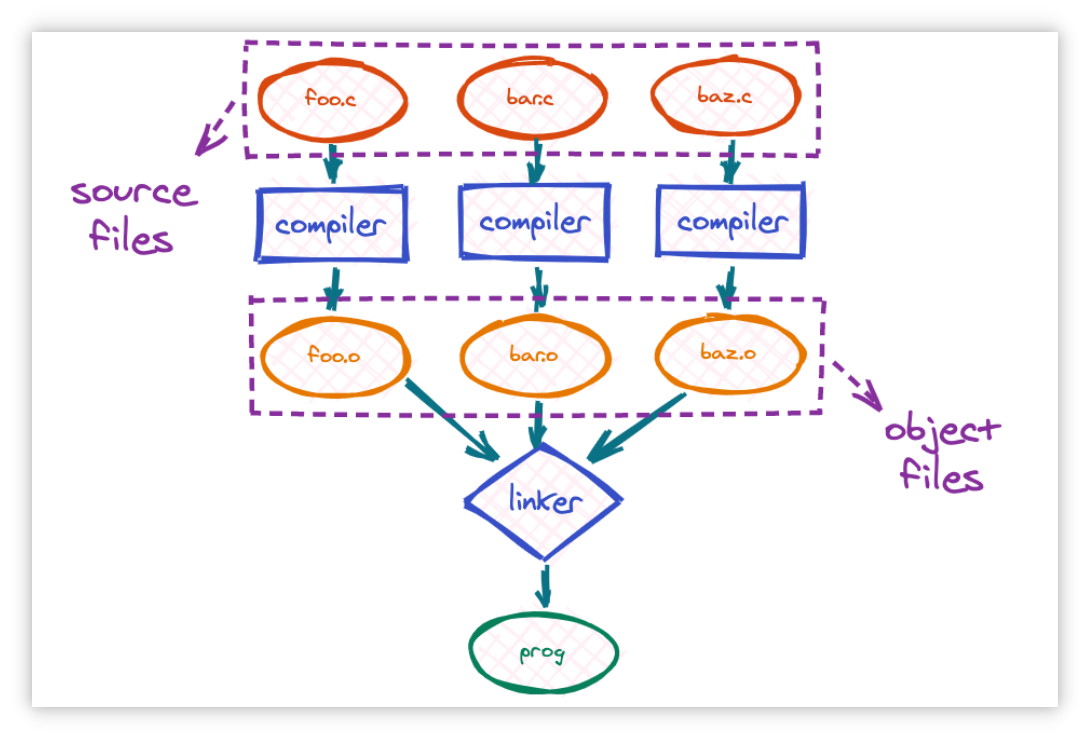 foo.c
bar.c
baz.c
source
files
compiler
compiler
compiler
foo.o
bar.o
baz.o
object
files
linker
prog